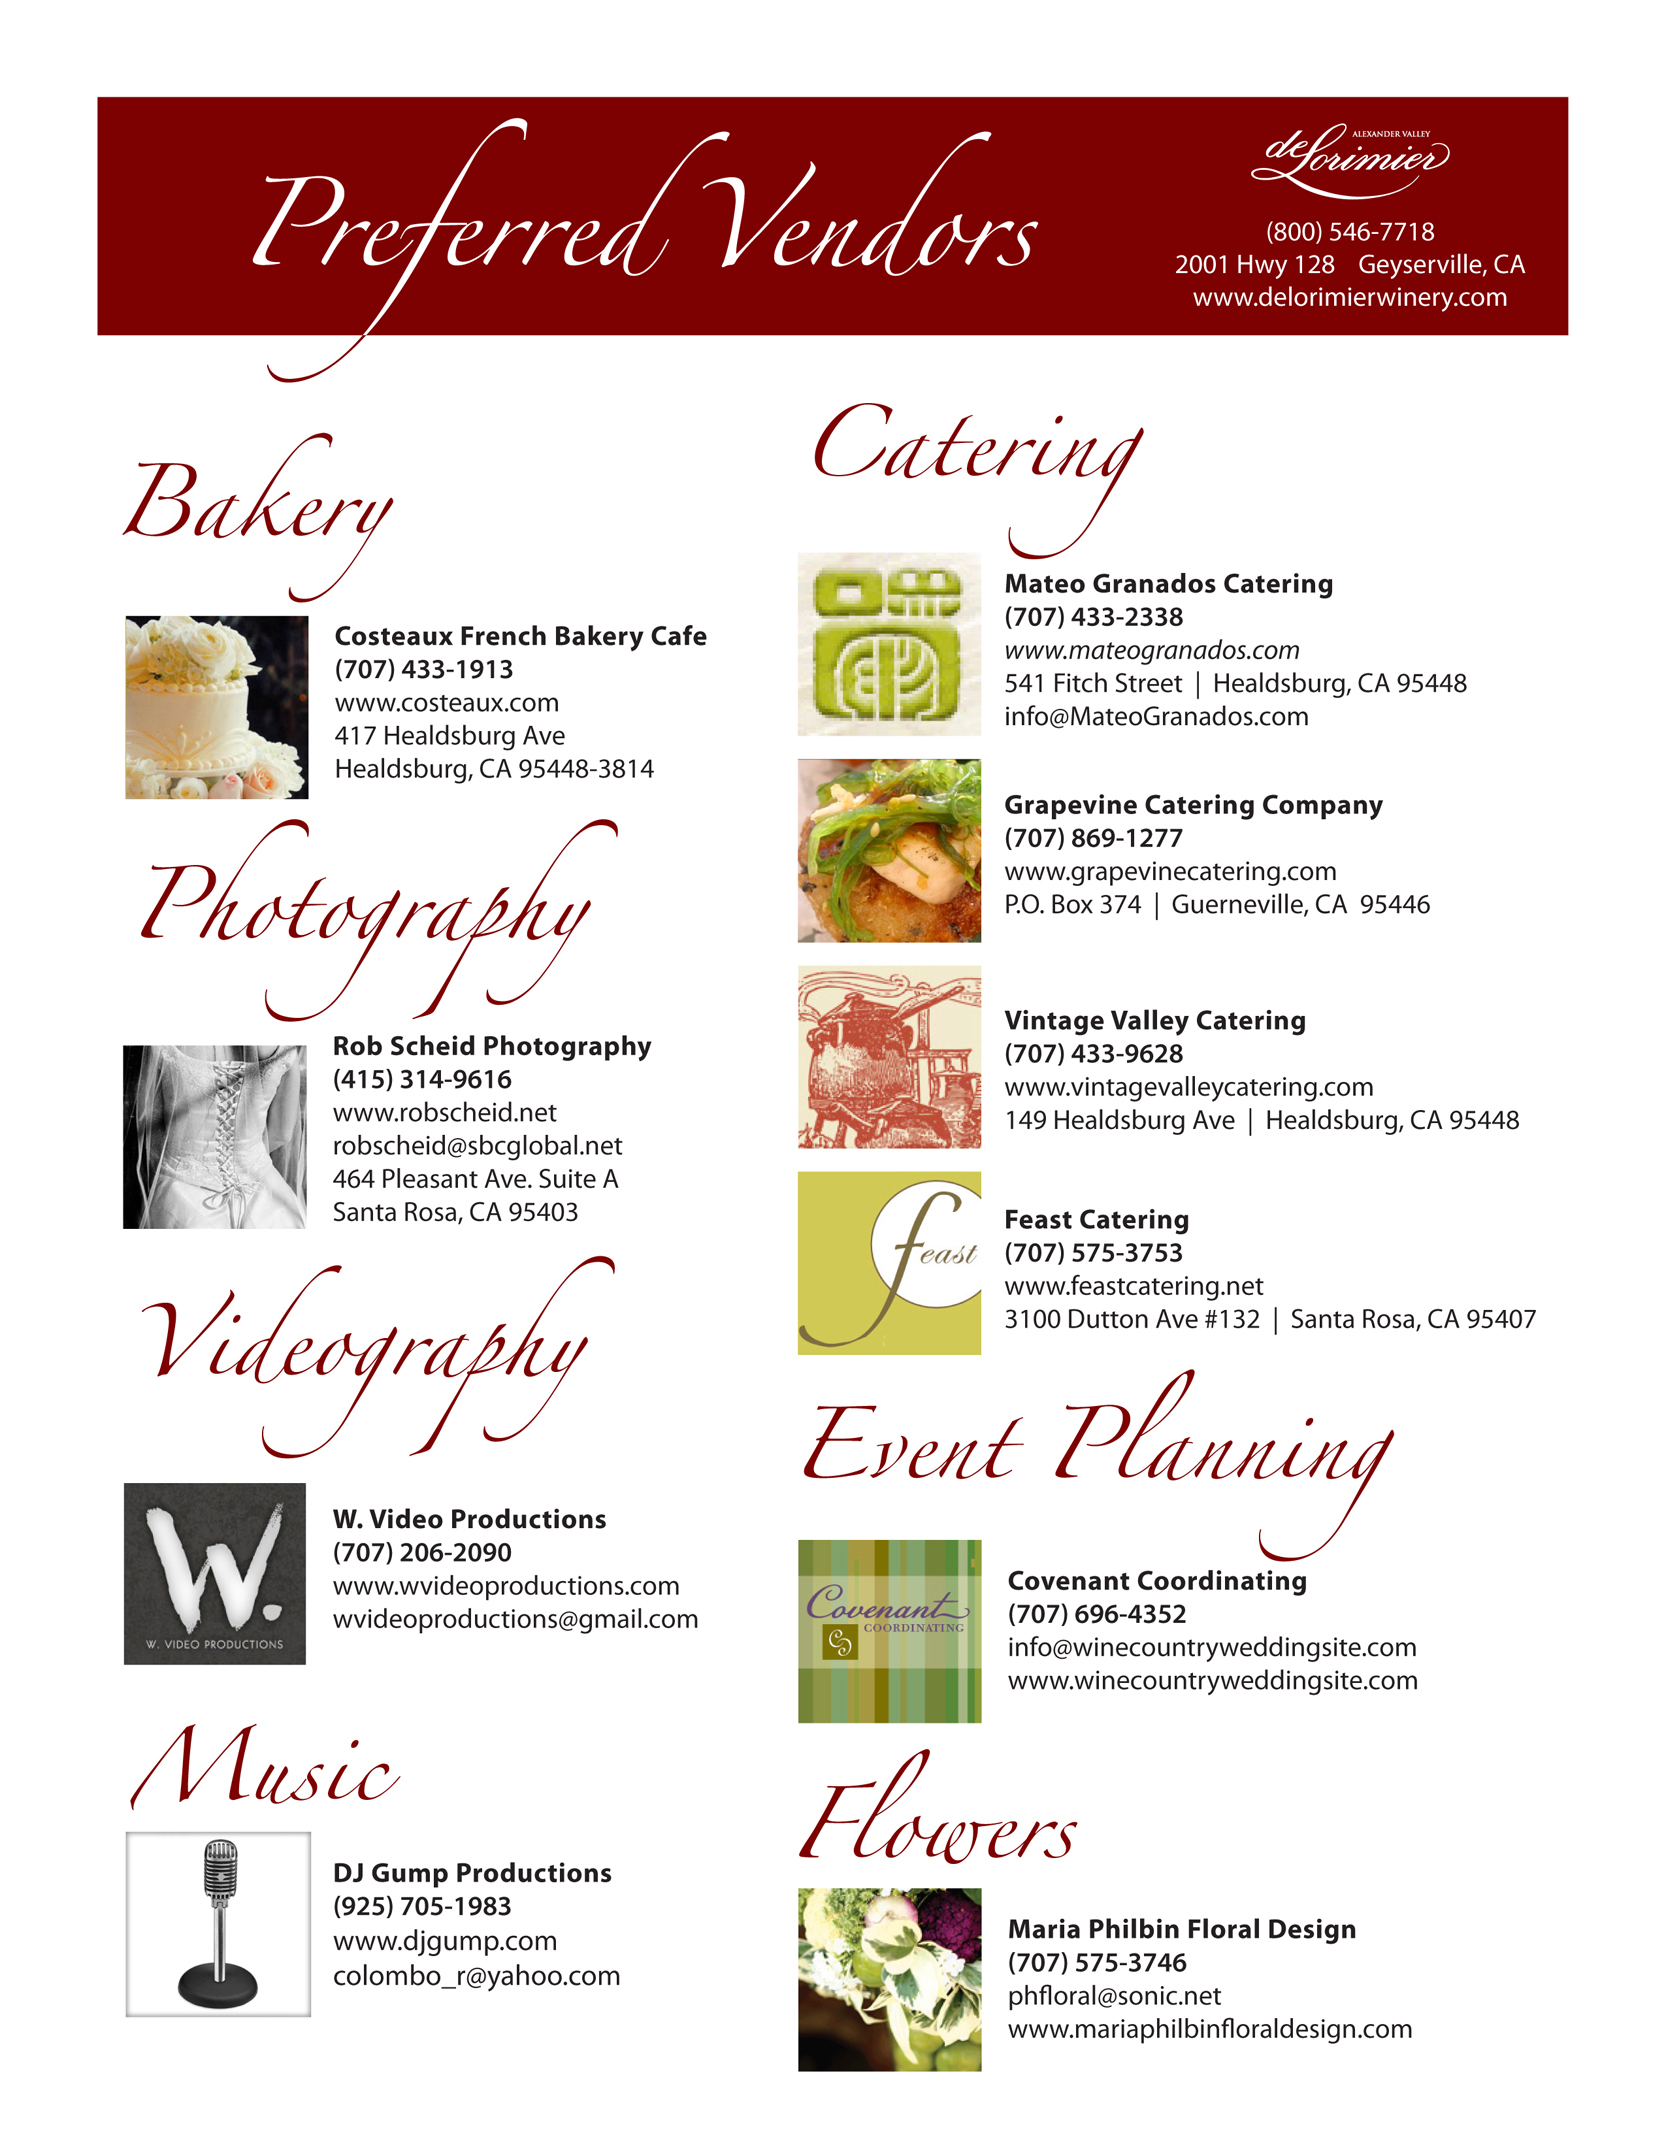 Preferred Vendors
ALEXANDER VALLEY
deLorimier
(800) 546-7718
2001 Hwy 128 Geyserville, CA
www.delorimierwinery.com
Bakery
Costeaux French Bakery Cafe
(707) 433-1913
www.costeaux.com
417 Healdsburg Ave
Healdsburg, CA 95448-3814
Photography
Rob Scheid Photography
(415) 314-9616
www.robscheid.net
robscheid@sbcglobal.net
464 Pleasant Ave. Suite A
Santa Rosa, CA 95403
Videography
W.
W. VIDEO PRODUCTIONS
W. Video Productions
(707) 206-2090
www.wvideoproductions.com
wvideoproductions@gmail.com
Music
DJ Gump Productions
(925) 705-1983
www.djgump.com
colombo_r@yahoo.com
Catering
Mateo Granados Catering
(707) 433-2338
www.mateogranados.com
541 Fitch Street | Healdsburg, CA 95448
info@MateoGranados.com
Grapevine Catering Company
(707) 869-1277
www.grapevinecatering.com
P.O. Box 374 | Guerneville, CA 95446
Vintage Valley Catering
(707) 433-9628
www.vintagevalleycatering.com
149 Healdsburg Ave | Healdsburg, CA 95448
feast
Feast Catering
(707) 575-3753
www.feastcatering.net
3100 Dutton Ave #132 | Santa Rosa, CA 95407
Event Planning
Covenant
COORDINATING
Covenant Coordinating
(707) 696-4352
info@winecountryweddingsite.com
www.winecountryweddingsite.com
Flowers
Maria Philbin Floral Design
(707) 575-3746
phfloral@sonic.net
www.mariaphilbinfloraldesign.com